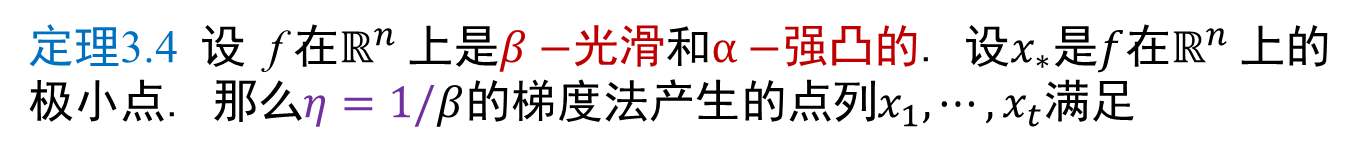 定理3.4 设 𝑓在ℝⁿ 上是β −光滑和α −强凸的. 设x∗是f在ℝⁿ 上的
极小点. 那么η = 1/β的梯度法产生的点列x₁, ⋯ , xₜ满足